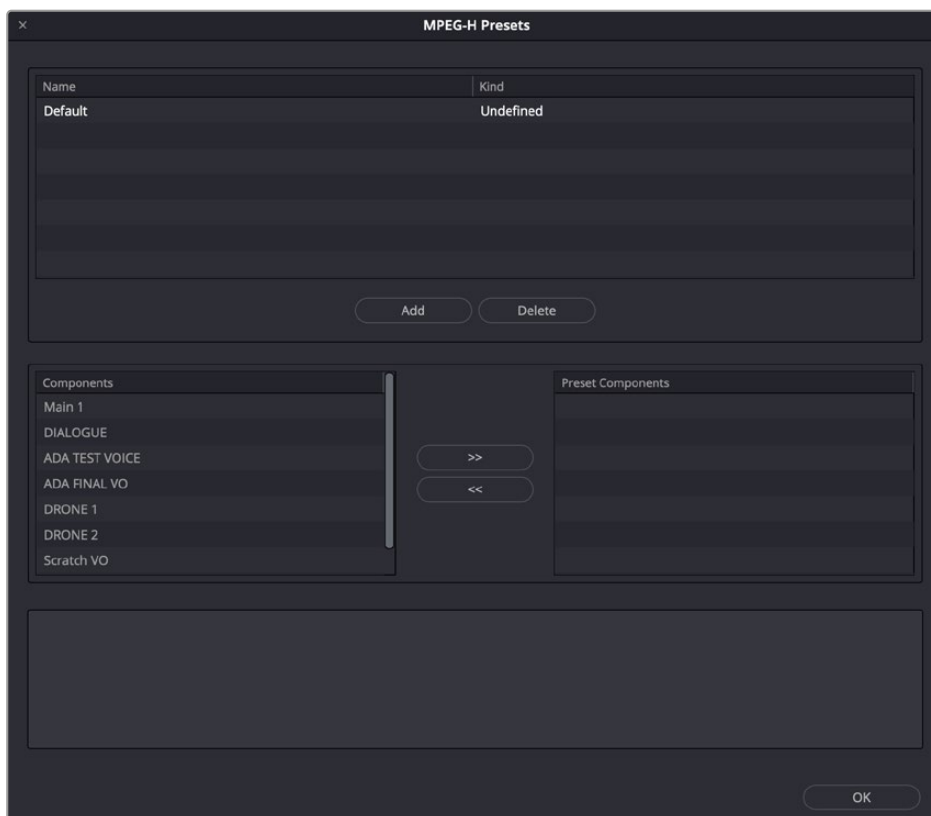 MPEG-H Presets
Name Kind
Default Undefined
Add Delete
Components
Main 1
DIALOGUE
ADA TEST VOICE
ADA FINAL VO
DRONE 1
DRONE 2
Scratch VO
>>
<<
Preset Components
OK